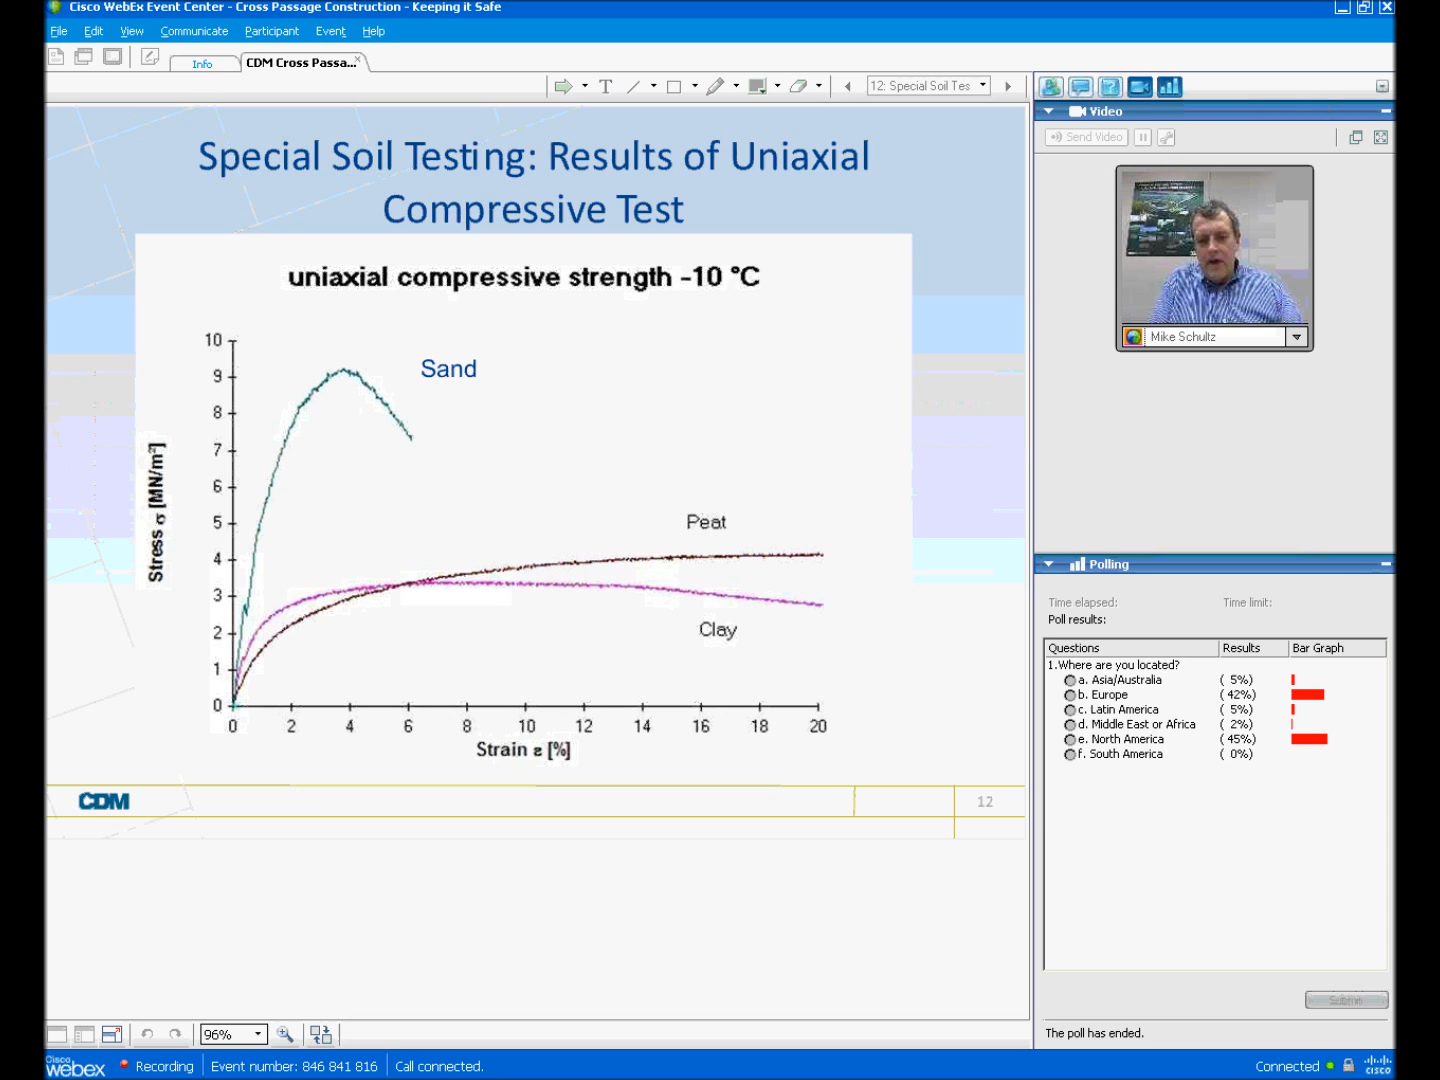 Cisco WebEx Event Center - Cross Passage Construction - Keeping it Safe
File Edit View Communicate Participant Event Help
Info
CDM Cross Passa...
T
12: Special Soil Tes
Special Soil Testing: Results of Uniaxial
Compressive Test
uniaxial compressive strength -10 °C
10
9
8
7
6
5
4
3
2
1
0
Stress σ [MN/m²]
Sand
Peat
Clay
0 2 4 6 8 10 12 14 16 18 20
Strain ε [%]
CDM
12
Video
Send Video
Mike Schultz
Polling
Time elapsed: Time limit:
Poll results:
Questions Results Bar Graph
1.Where are you located?
a. Asia/Australia ( 5%)
b. Europe ( 42%)
c. Latin America ( 5%)
d. Middle East or Africa ( 2%)
e. North America ( 45%)
f. South America ( 0%)
Submit
The poll has ended.
96%
Cisco
webex
Recording
Event number: 846 841 816
Call connected.
Connected
CISCO